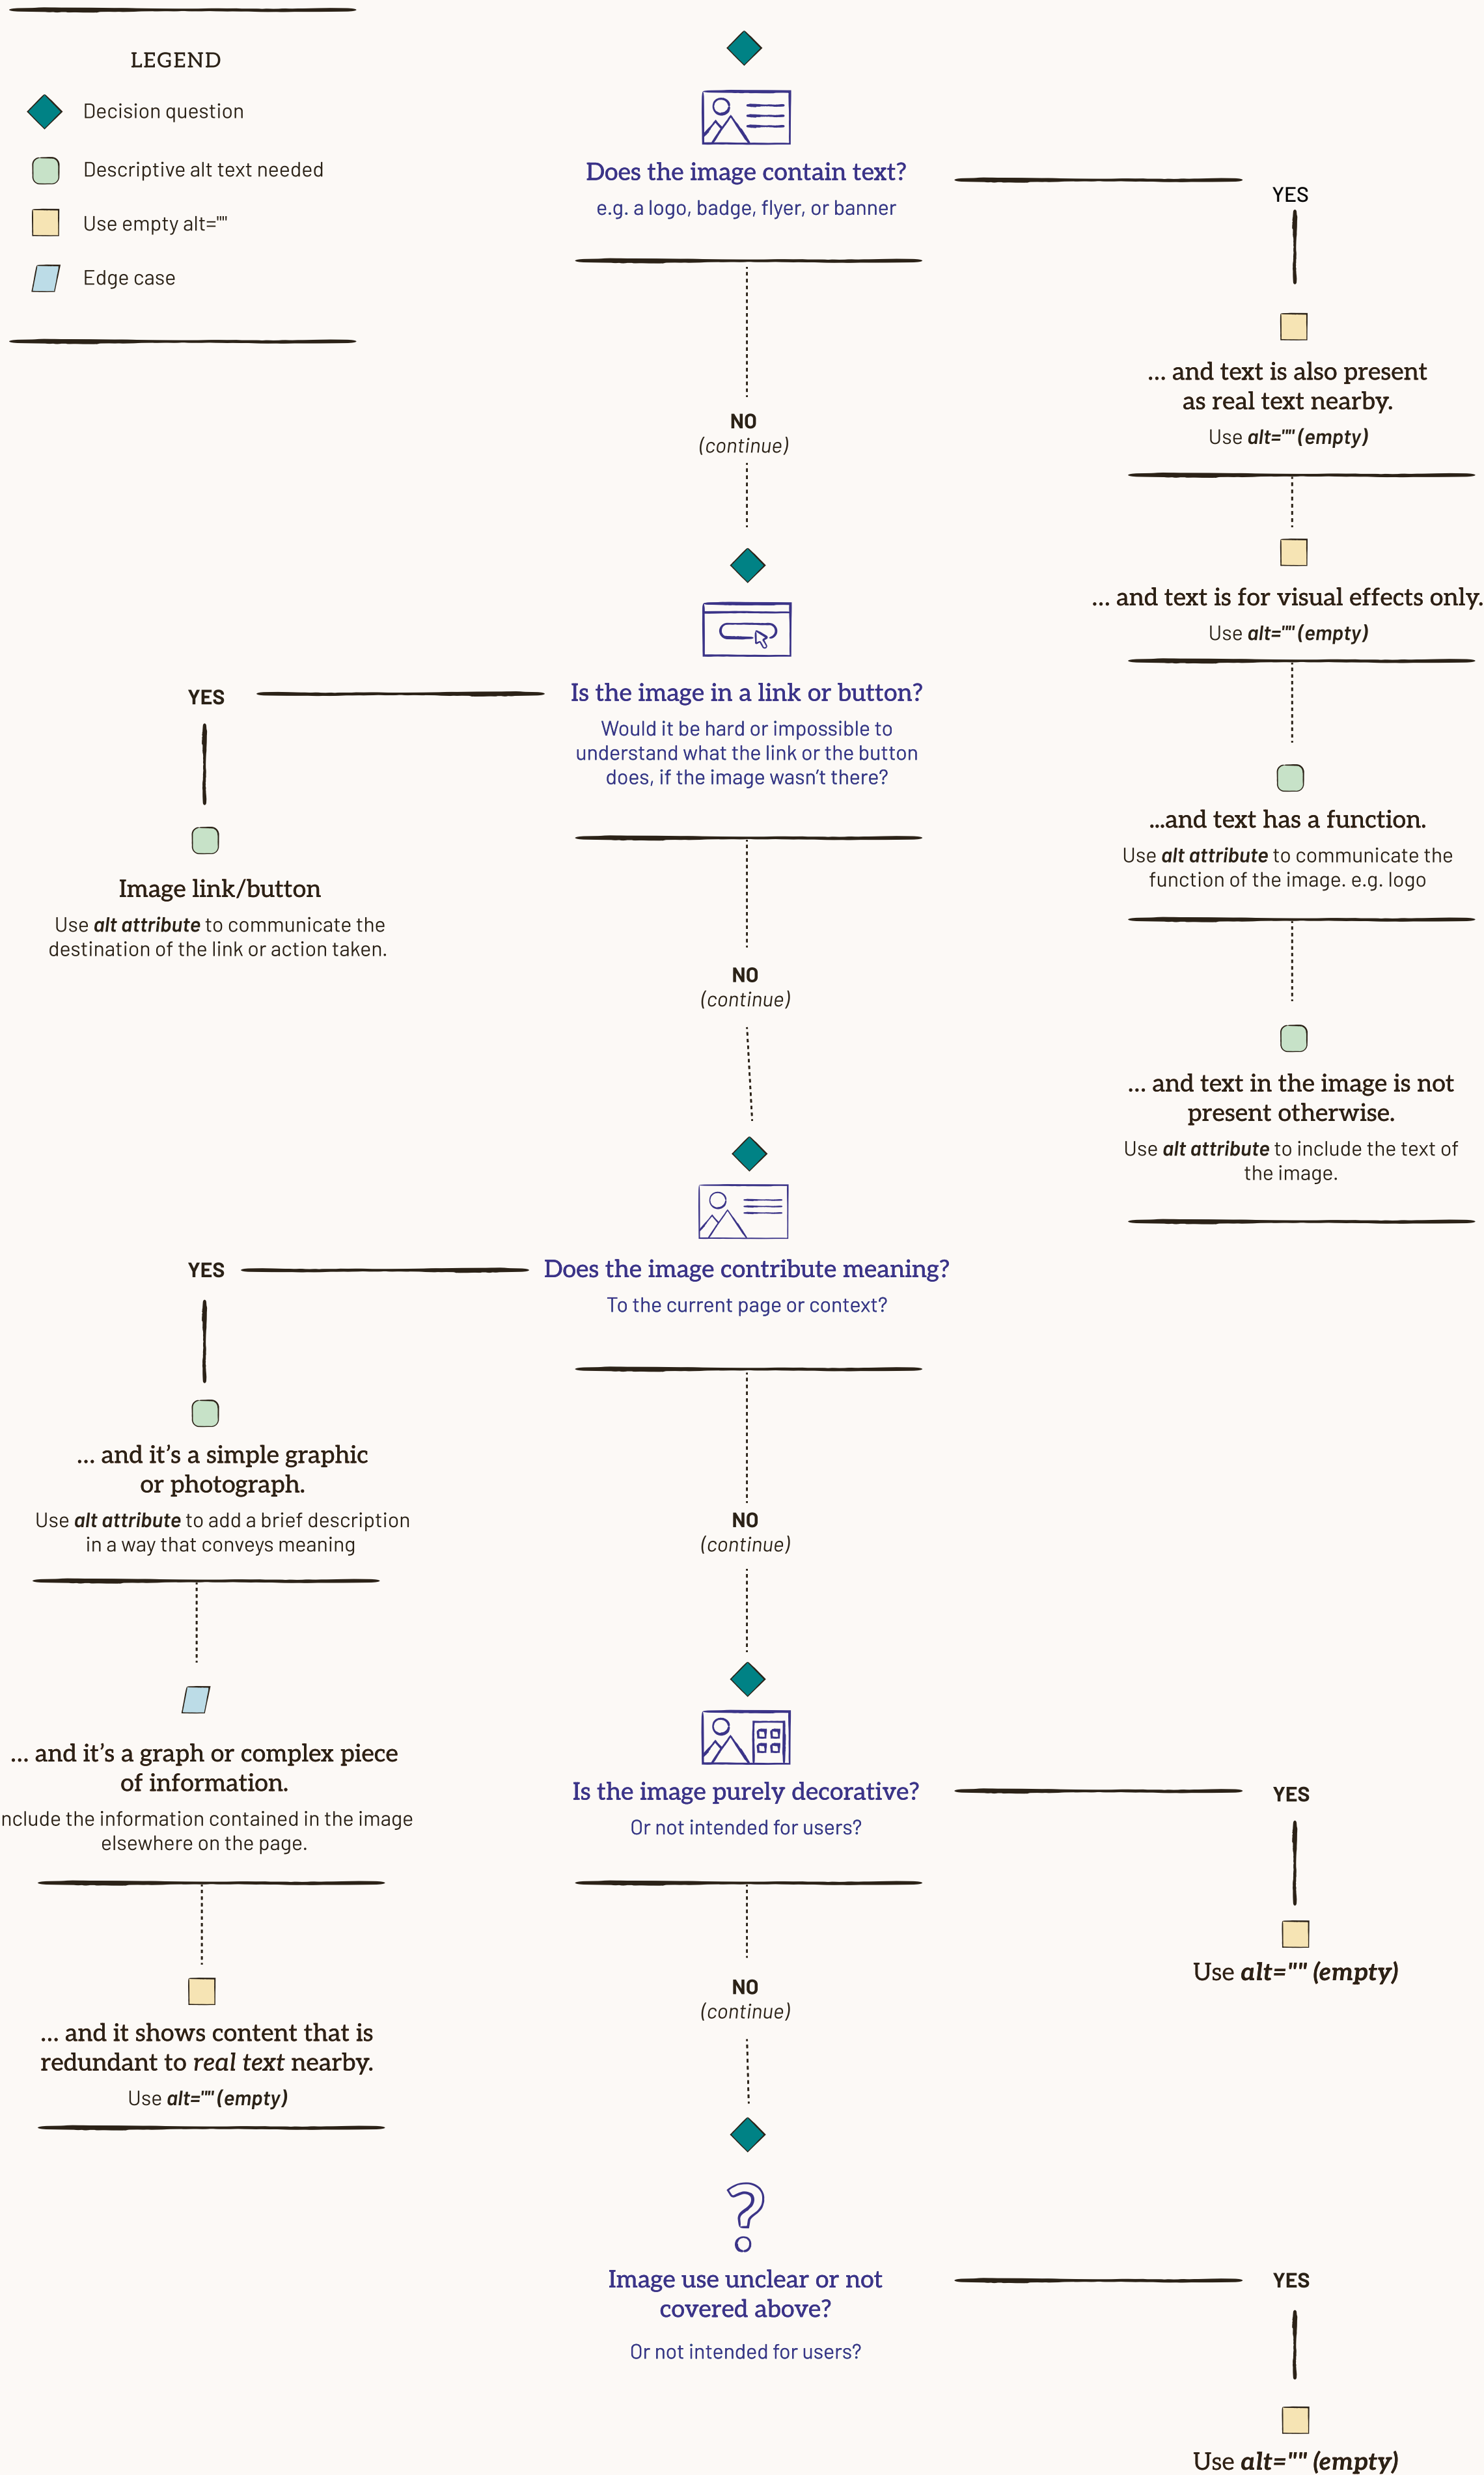 LEGEND
Decision question
Descriptive alt text needed
Use empty alt=""
Edge case
Does the image contain text?
e.g. a logo, badge, flyer, or banner
YES
... and text is also present
as real text nearby.
Use alt="" (empty)
... and text is for visual effects only.
Use alt="" (empty)
...and text has a function.
Use alt attribute to communicate the
function of the image. e.g. logo
... and text in the image is not
present otherwise.
Use alt attribute to include the text of
the image.
NO
(continue)
Is the image in a link or button?
Would it be hard or impossible to
understand what the link or the button
does, if the image wasn't there?
YES
Image link/button
Use alt attribute to communicate the
destination of the link or action taken.
NO
(continue)
Does the image contribute meaning?
To the current page or context?
YES
... and it's a simple graphic
or photograph.
Use alt attribute to add a brief description
in a way that conveys meaning
... and it's a graph or complex piece
of information.
nclude the information contained in the image
elsewhere on the page.
... and it shows content that is
redundant to real text nearby.
Use alt="" (empty)
NO
(continue)
Is the image purely decorative?
Or not intended for users?
YES
Use alt="" (empty)
NO
(continue)
Image use unclear or not
covered above?
Or not intended for users?
YES
Use alt="" (empty)